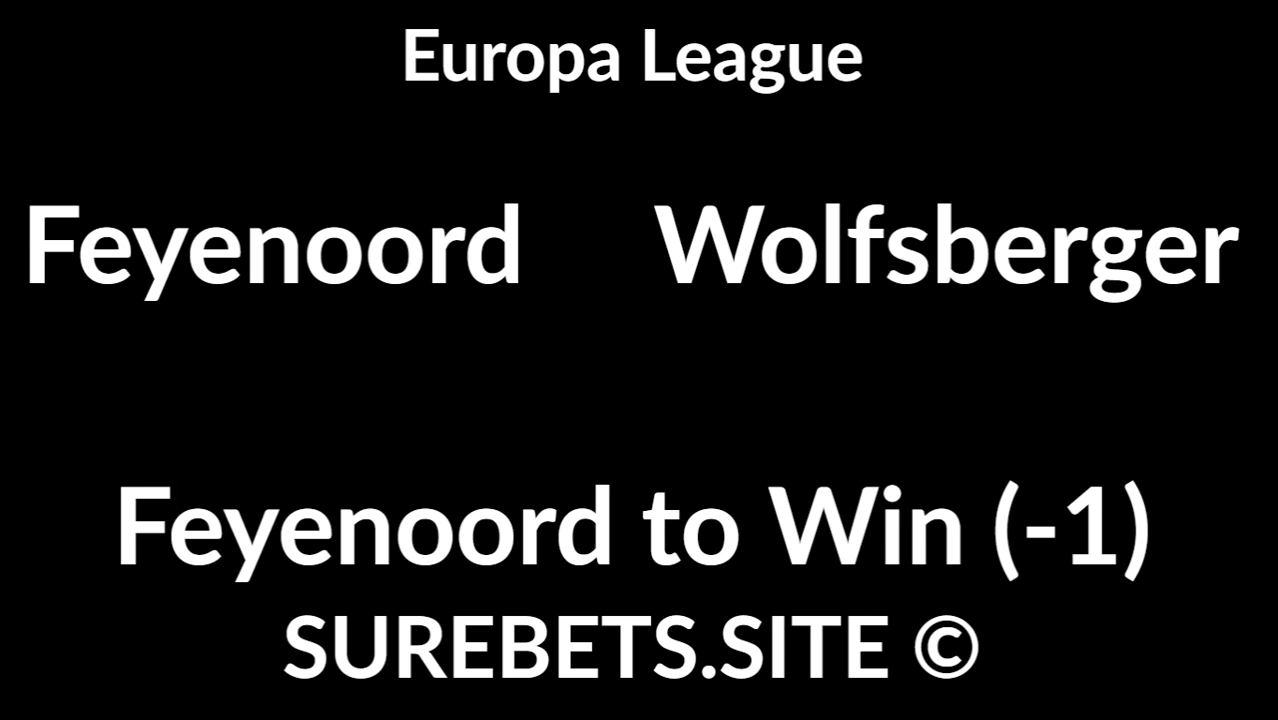 Europa League
Feyenoord Wolfsberger
Feyenoord to Win (-1)
SUREBETS.SITE ©